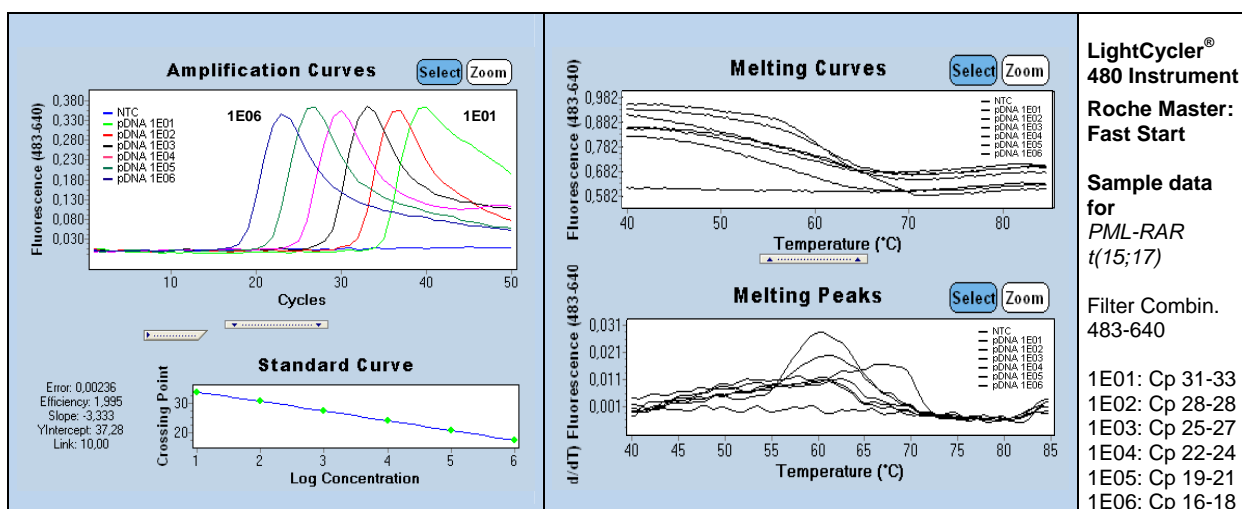 Amplification Curves
Select
Zoom
Fluorescence (483-640)
0,380
0,330
0,280
0,230
0,180
0,130
0,080
0,030
NTC
pDNA 1E01
pDNA 1E02
pDNA 1E03
pDNA 1E04
pDNA 1E05
pDNA 1E06
1E06
1E01
10 20 30 40 50
Cycles
Standard Curve
Error: 0,00236
Efficiency: 1,995
Slope: -3,333
YIntercept: 37,28
Link: 10,00
Crossing Point
30
20
1 2 3 4 5 6
Log Concentration
Melting Curves
Select
Zoom
Fluorescence (483-640)
0,982
0,882
0,782
0,682
0,582
NTC
pDNA 1E01
pDNA 1E02
pDNA 1E03
pDNA 1E04
pDNA 1E05
pDNA 1E06
40 50 60 70 80
Temperature (°C)
Melting Peaks
Select
Zoom
d/dT) Fluorescence (483-640
0,031
0,021
0,011
0,001
NTC
pDNA 1E01
pDNA 1E02
pDNA 1E03
pDNA 1E04
pDNA 1E05
pDNA 1E06
40 45 50 55 60 65 70 75 80 85
Temperature (°C)
LightCycler®
480 Instrument
Roche Master:
Fast Start
Sample data
for
PML-RAR
t(15;17)
Filter Combin.
483-640
1E01: Cp 31-33
1E02: Cp 28-28
1E03: Cp 25-27
1E04: Cp 22-24
1E05: Cp 19-21
1E06: Cp 16-18